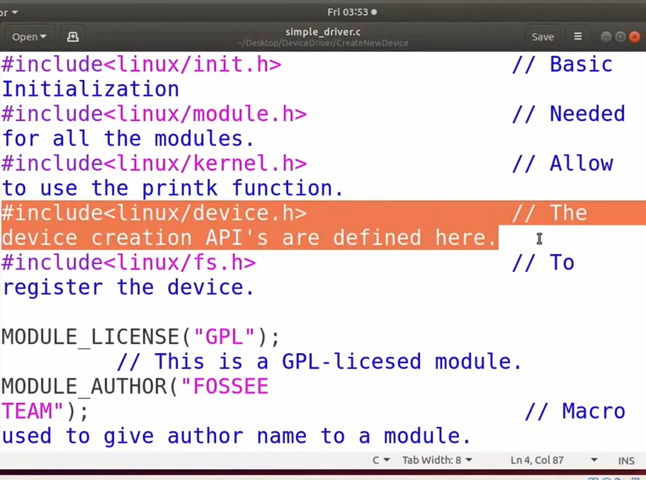 or
Fri 03:53
Open
simple_driver.c
~/Desktop/DeviceDriver/CreateNewDevice
Save
#include<linux/init.h> // Basic
Initialization
#include<linux/module.h> // Needed
for all the modules.
#include<linux/kernel.h> // Allow
to use the printk function.
#include<linux/device.h> // The
device creation API's are defined here.
#include<linux/fs.h> // To
register the device.
MODULE_LICENSE("GPL");
// This is a GPL-licesed module.
MODULE_AUTHOR("FOSSEE
TEAM"); // Macro
used to give author name to a module.
C Tab Width: 8 Ln 4, Col 87 INS